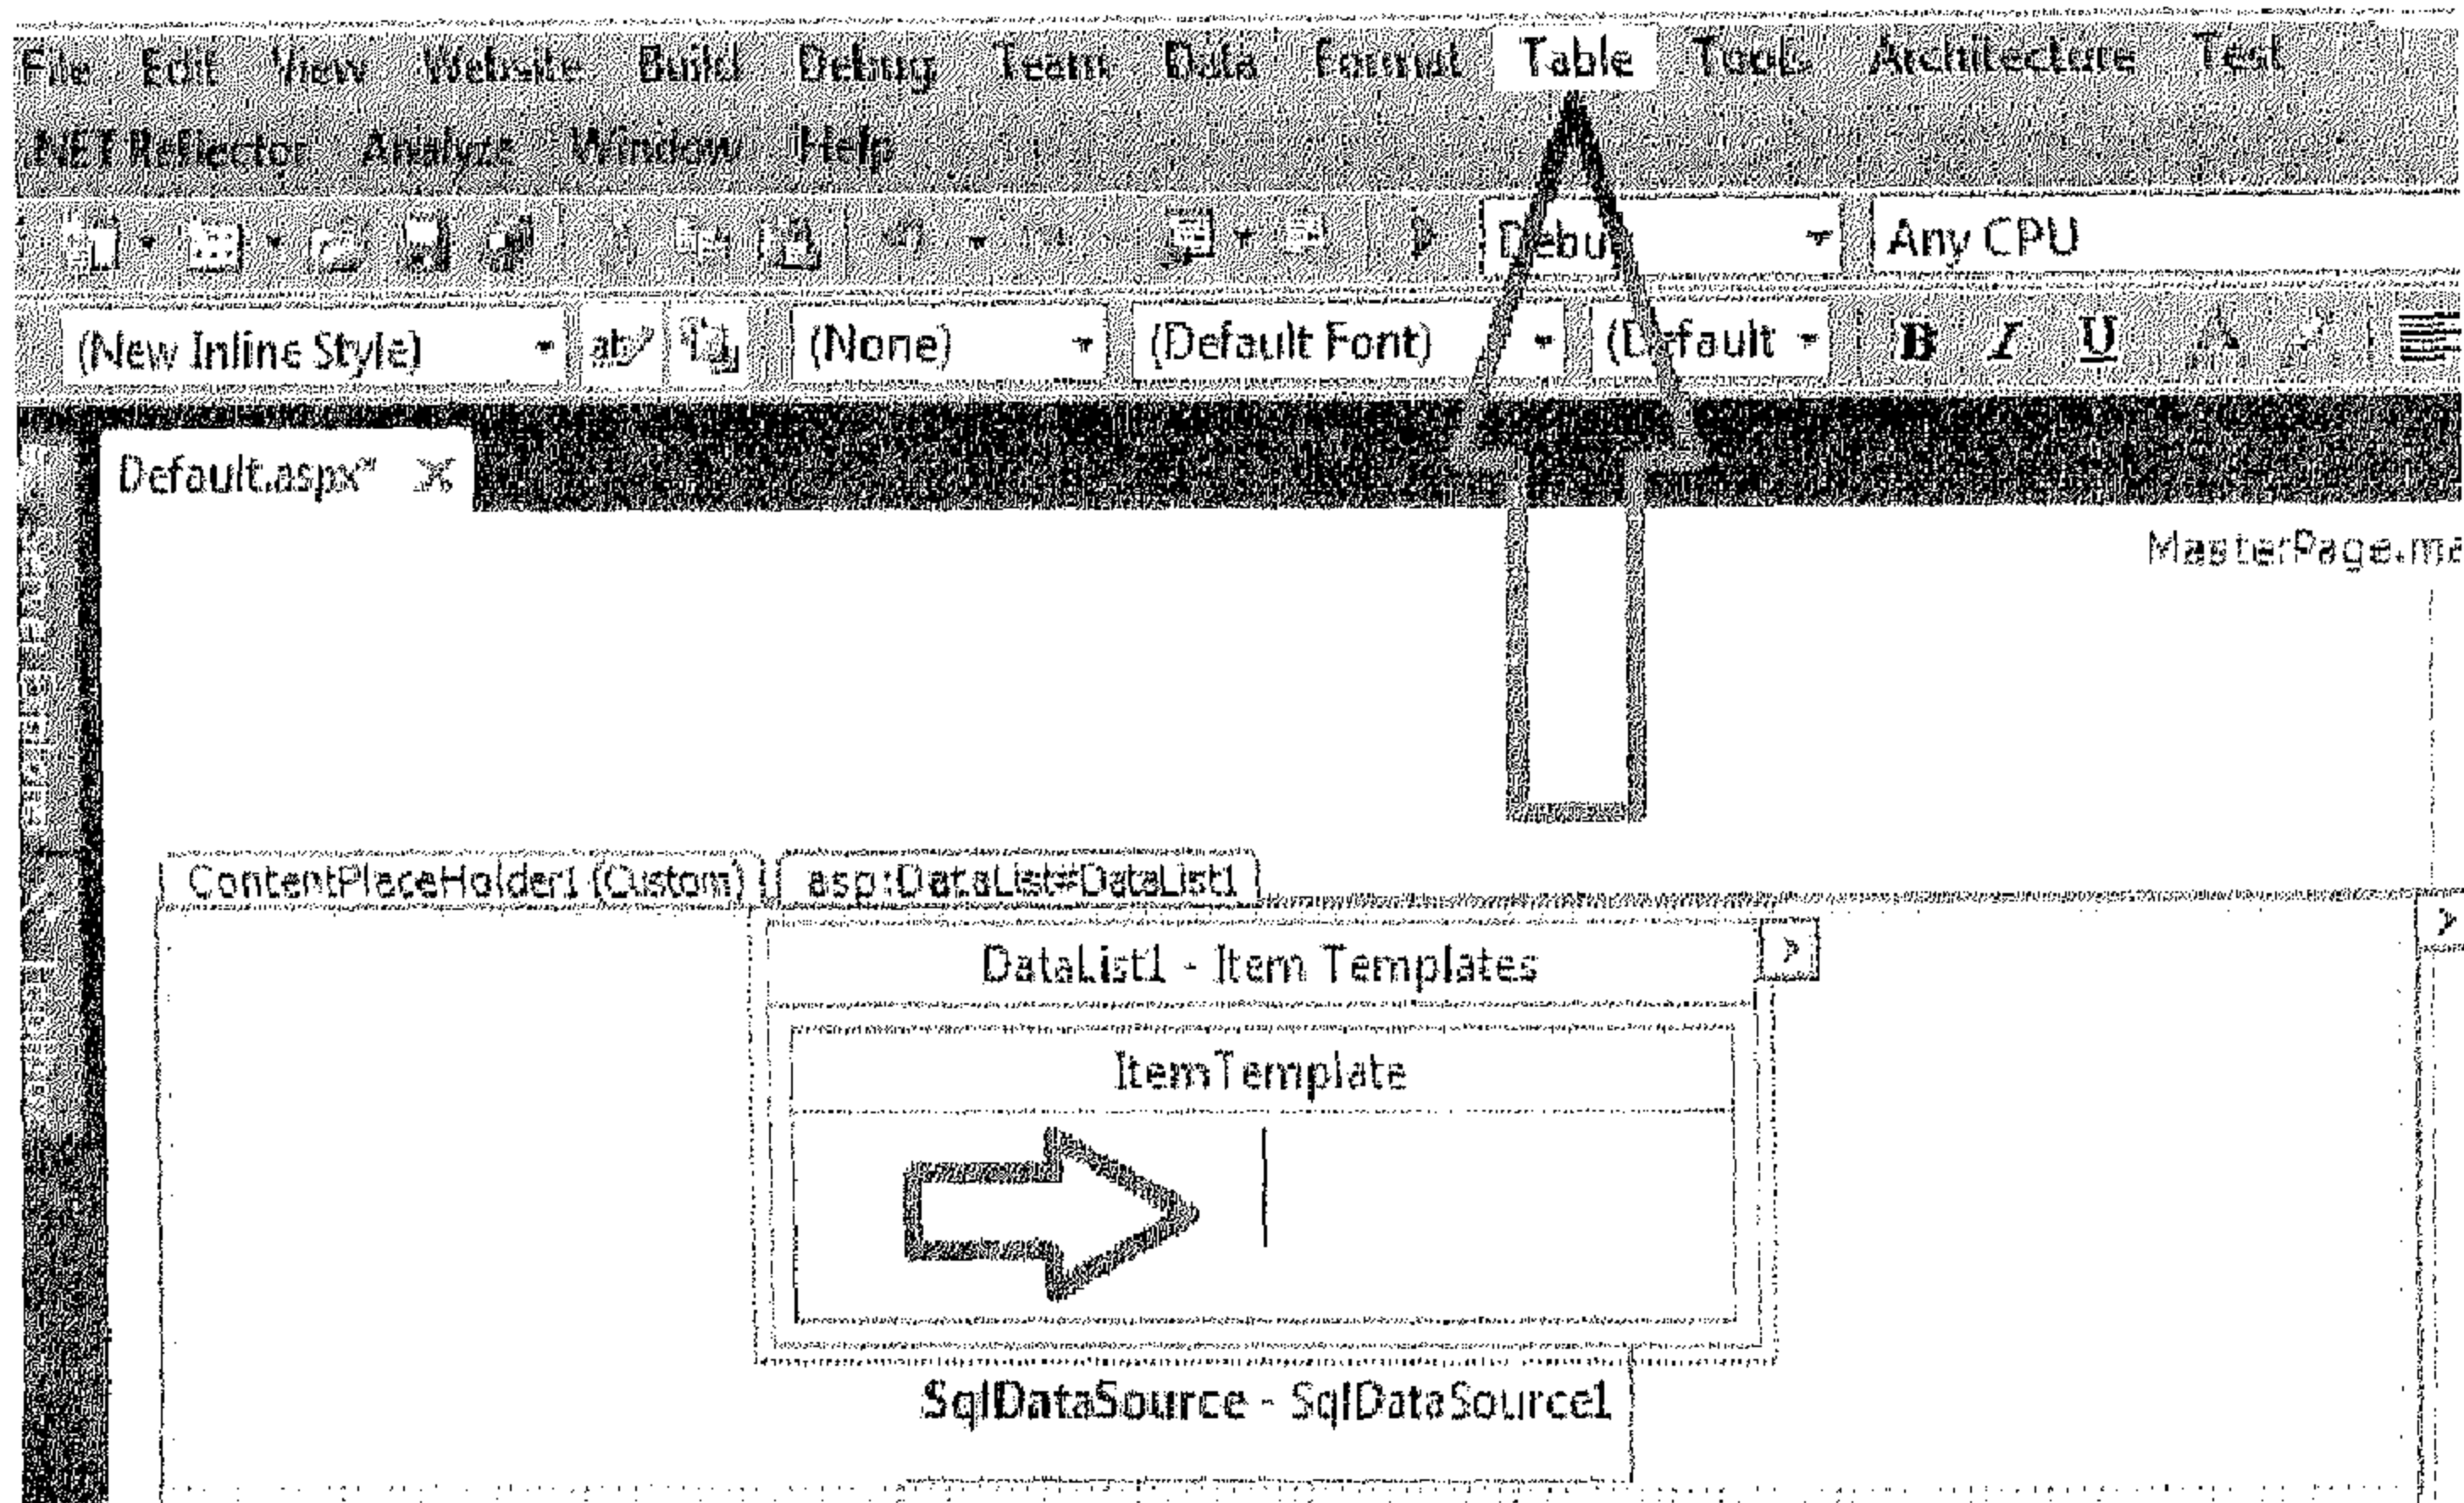 File Edit View Website Build Debug Team Data Format Table Tools Architecture Test
.NET Reflector Analyze Window Help
Any CPU
(New Inline Style) (None) (Default Font) B I U
Default.aspx*
ContentPlaceHolder1 (Custom) asp:DataList#DataList1
DataList1 - Item Templates
ItemTemplate
SqlDataSource - SqlDataSource1